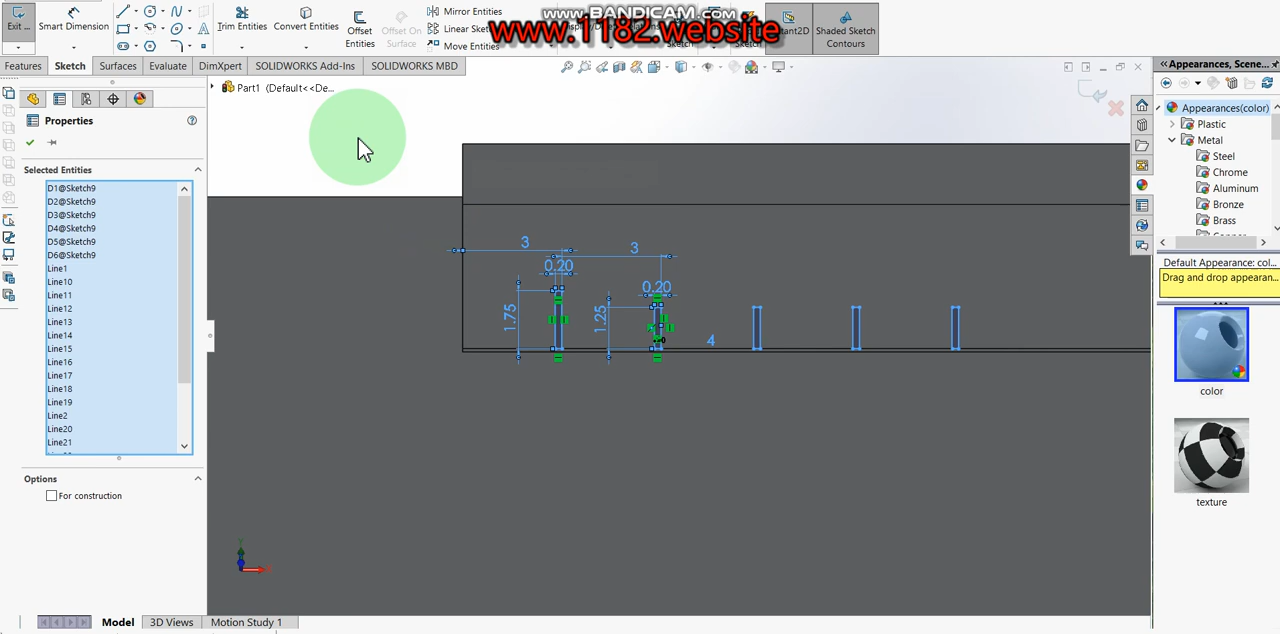 www.BANDICAM.com
www.1182.website
Exit ...
Smart Dimension
Trim Entities
Convert Entities
Offset
Entities
Offset On
Surface
Mirror Entities
Linear Sketch
Move Entities
Instant2D
Shaded Sketch
Contours
Features
Sketch
Surfaces
Evaluate
DimXpert
SOLIDWORKS Add-Ins
SOLIDWORKS MBD
Part1 (Default<<De...
Properties
Selected Entities
D1@Sketch9
D2@Sketch9
D3@Sketch9
D4@Sketch9
D5@Sketch9
D6@Sketch9
Line1
Line10
Line11
Line12
Line13
Line14
Line15
Line16
Line17
Line18
Line19
Line2
Line20
Line21
Options
For construction
3
3
0.20
0.20
1.75
1.25
4
Y
Model
3D Views
Motion Study 1
Appearances, Scene...
Appearances(color)
Plastic
Metal
Steel
Chrome
Aluminum
Bronze
Brass
Default Appearance: col...
Drag and drop appearan...
color
texture